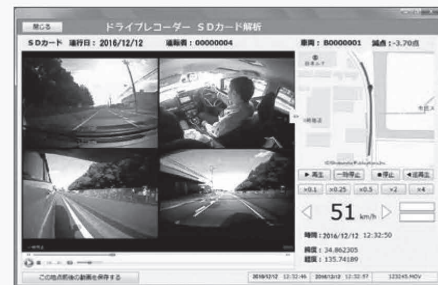 閉じる
ドライブレコーダー SDカード解析
SDカード 運行日：2016/12/12 運転者：00000004 車両：B0000001 減点：-3.70点
▶ 再生 一時停止 ■停止 ◀逆再生
×0.1 ×0.25 ×0.5 ×2 ×4
51 km/h
時間：2016/12/12 12:32:50
緯度：34.862305
経度：135.74189
この地点前後の動画を保存する
2016/12/12 12:32:46 2016/12/12 12:32:57 123245.MOV